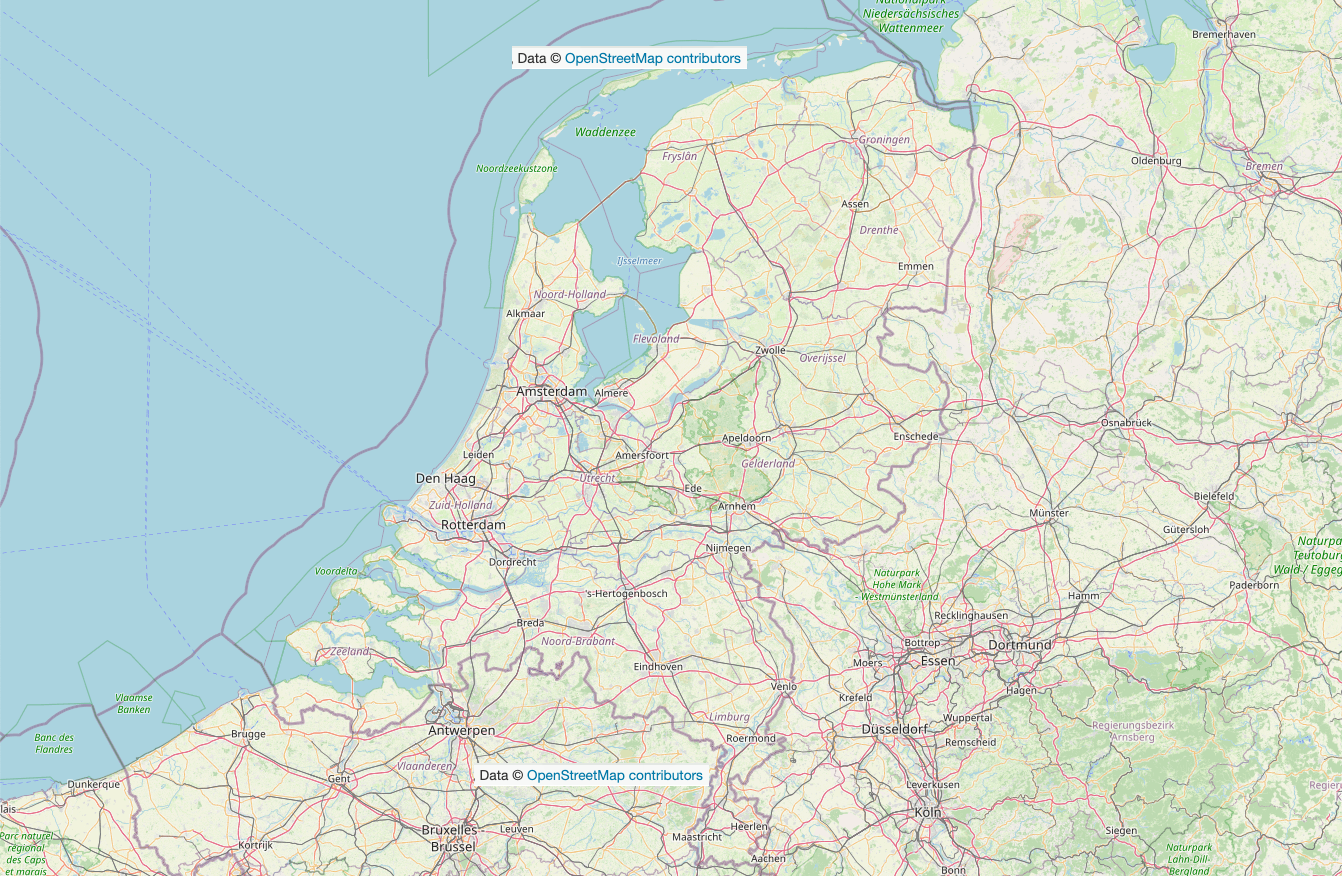 Nationalpark
Niedersächsisches
Wattenmeer
Bremerhaven
. Data © OpenStreetMap contributors
Waddenzee
Groningen
Fryslân
Oldenburg
Bremen
Noordzeekustzone
Assen
Drenthe
IJsselmeer
Emmen
Noord-Holland
Alkmaar
Flevoland
Zwolle
Overijssel
Amsterdam
Almere
Osnabrück
Apeldoorn
Enschede
Leiden
Amersfoort
Gelderland
Den Haag
Utrecht
Ede
Bielefeld
Zuid-Holland
Arnhem
Münster
Rotterdam
Gütersloh
Nijmegen
Naturpa
Teutobur
Wald-/ Eggeg
Dordrecht
Voordelta
Naturpark
Hohe Mark
- Westmünsterland
Paderborn
's-Hertogenbosch
Hamm
Recklinghausen
Breda
Noord-Brabant
Bottrop
Dortmund
Zeeland
Eindhoven
Moers
Essen
Venlo
Hagen
Vlaamse
Banken
Krefeld
Limburg
Wuppertal
Regierungsbezirk
Arnsberg
Brugge
Antwerpen
Düsseldorf
Banc des
Flandres
Roermond
Remscheid
Vlaanderen
Data © OpenStreetMap contributors
Gent
Dunkerque
Leverkusen
Regieru
lais
Köln
Bruxelles -
Brussel
Leuven
Heerlen
Maastricht
Siegen
Parc naturel
régional
des Caps
et marais
Kortrijk
Aachen
Naturpark
Lahn-Dill-
Bergland
Bonn